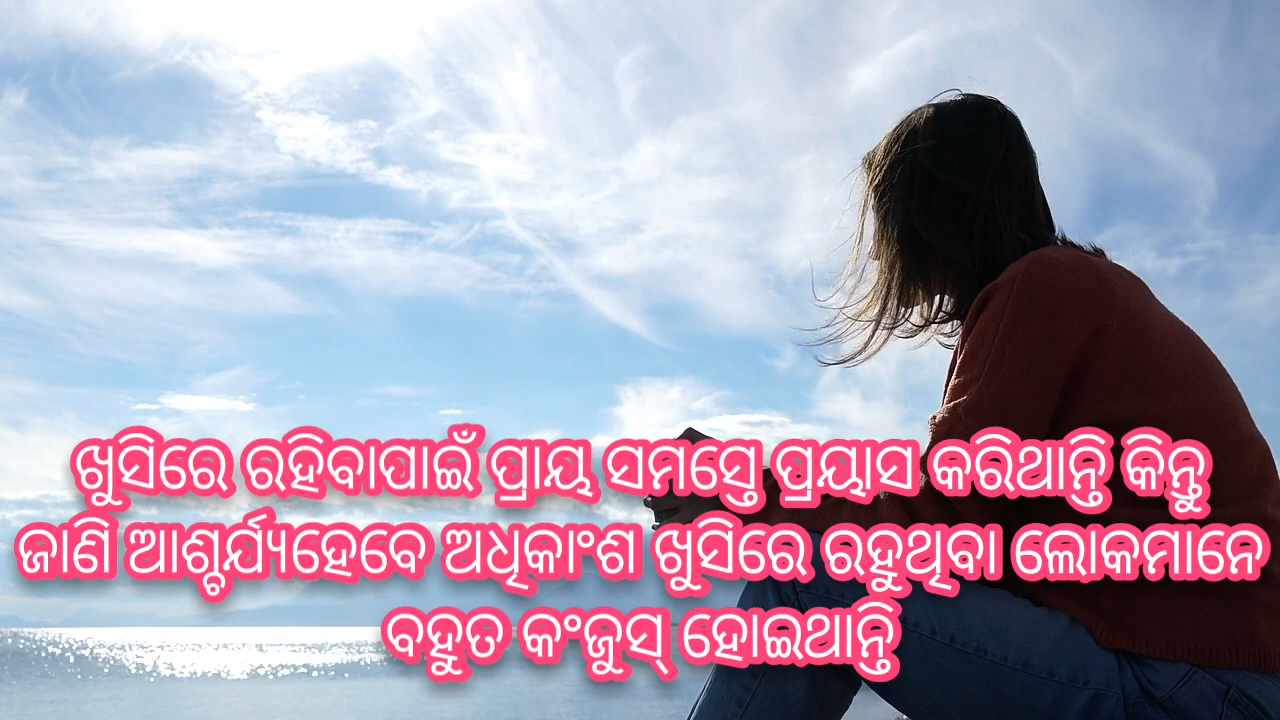 ଖୁସିରେ ରହିବାପାଇଁ ପ୍ରାୟ ସମସ୍ତେ ପ୍ରୟାସ କରିଥାନ୍ତି କିନ୍ତୁ
ଜାଣି ଆଶ୍ଚର୍ଯ୍ୟହେବେ ଅଧିକାଂଶ ଖୁସିରେ ରହୁଥିବା ଲୋକମାନେ
ବହୁତ କଂଜୁସ୍ ହୋଇଥାନ୍ତି